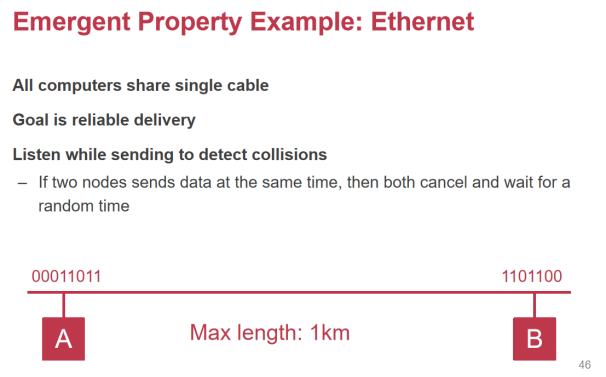 Emergent Property Example: Ethernet
All computers share single cable
Goal is reliable delivery
Listen while sending to detect collisions
– If two nodes sends data at the same time, then both cancel and wait for a
random time
00011011
1101100
A
Max length: 1km
B
46